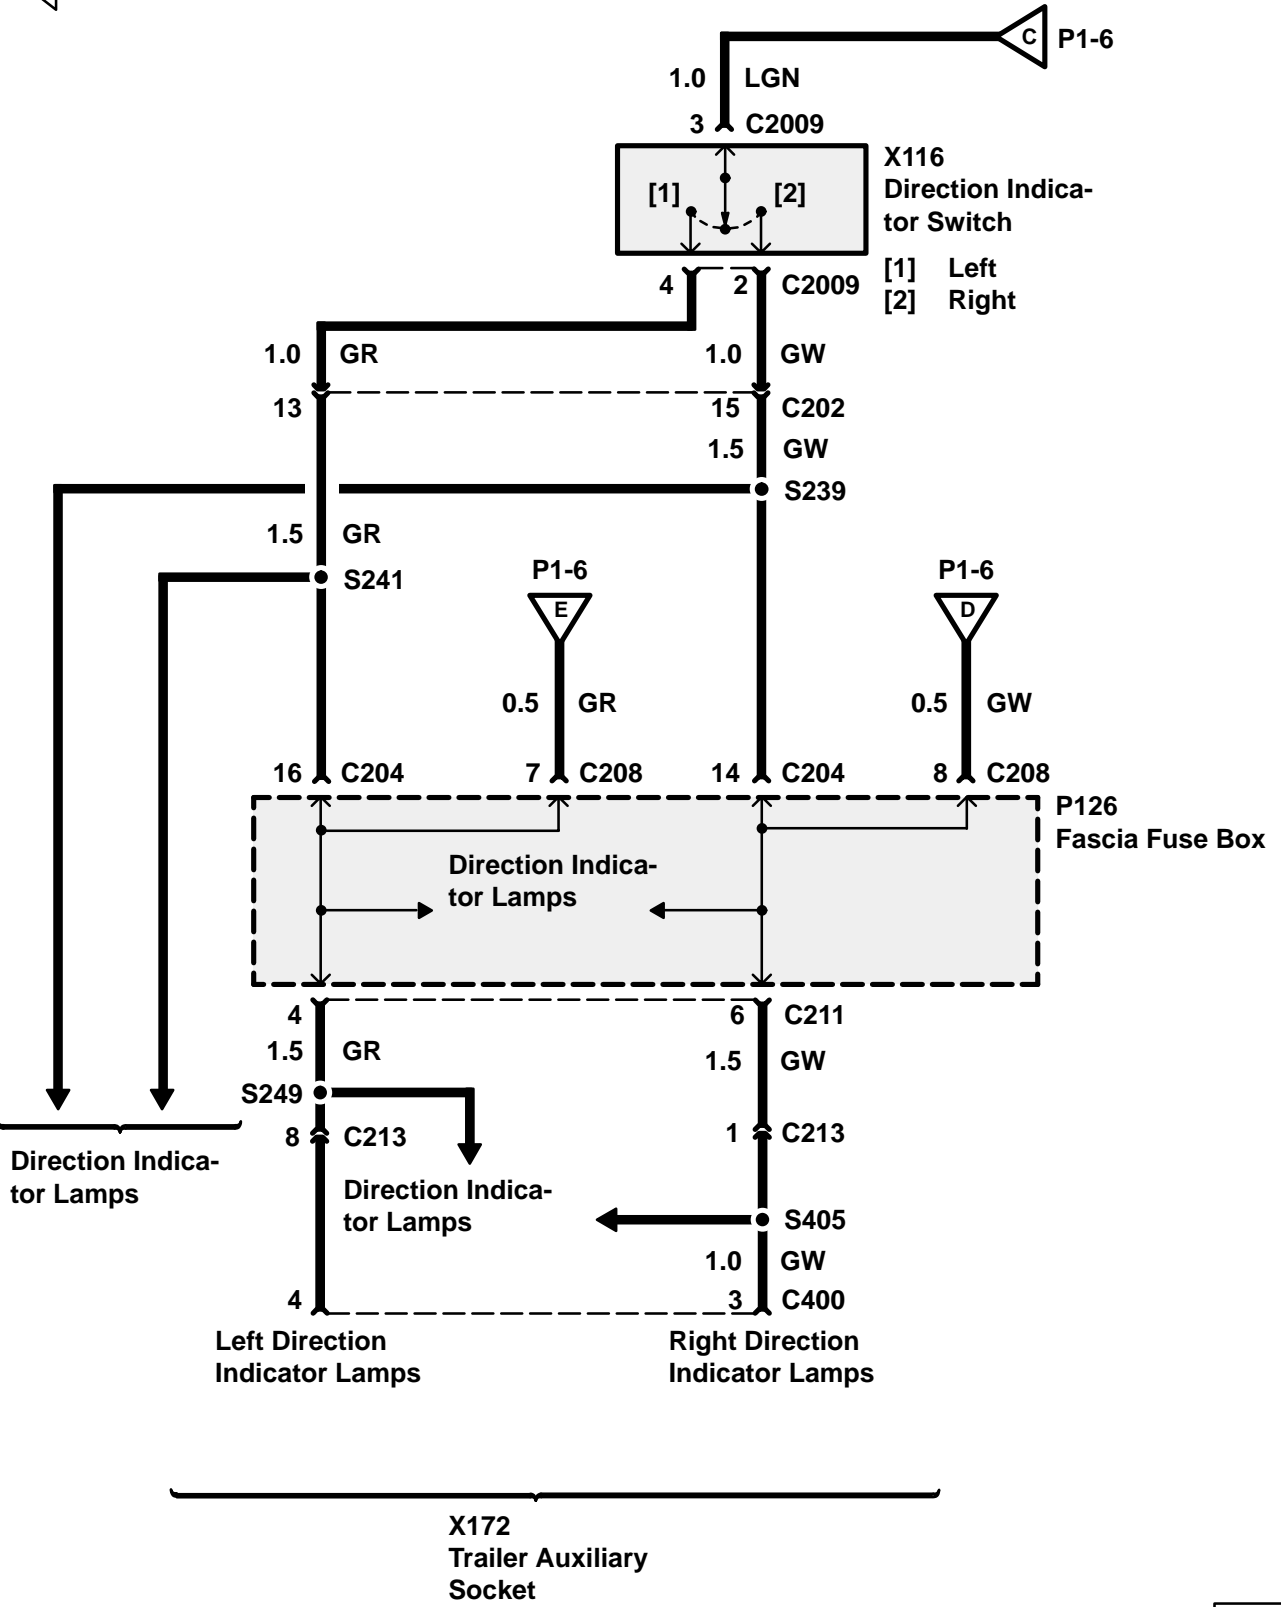 C P1-6
1.0 LGN
3 C2009
X116
Direction Indica-
tor Switch
[1] [2]
[1] Left
[2] Right
4 2 C2009
1.0 GR 1.0 GW
13 15 C202
1.5 GW
S239
1.5 GR
S241
P1-6 P1-6
E D
0.5 GR 0.5 GW
16 C204 7 C208 14 C204 8 C208
P126
Fascia Fuse Box
Direction Indica-
tor Lamps
4 6 C211
1.5 GR 1.5 GW
S249
8 C213 1 C213
Direction Indica-
tor Lamps
Direction Indica-
tor Lamps
S405
1.0 GW
4 3 C400
Left Direction
Indicator Lamps
Right Direction
Indicator Lamps
X172
Trailer Auxiliary
Socket